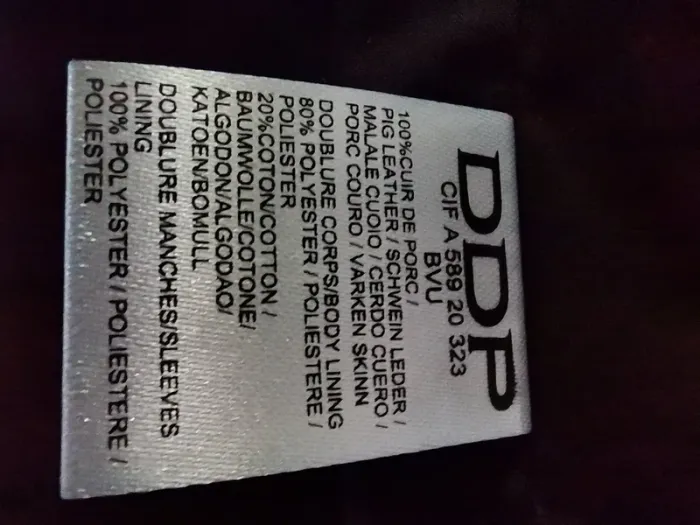 DDP
CIF A 589 20 323
BVU
100%CUIR DE PORC /
PIG LEATHER / SCHWEIN LEDER /
MALALE CUOIO / CERDO CUERO /
PORC COURO / VARKEN SKINN
DOUBLURE CORPS/BODY LINING
80% POLYESTER / POLIESTERE /
POLIESTER
20%COTON/COTTON /
BAUMWOLLE/COTONE/
ALGODON/ALGODAO/
KATOEN/BOMULL
DOUBLURE MANCHES/SLEEVES
LINING
100% POLYESTER / POLIESTERE /
POLIESTER